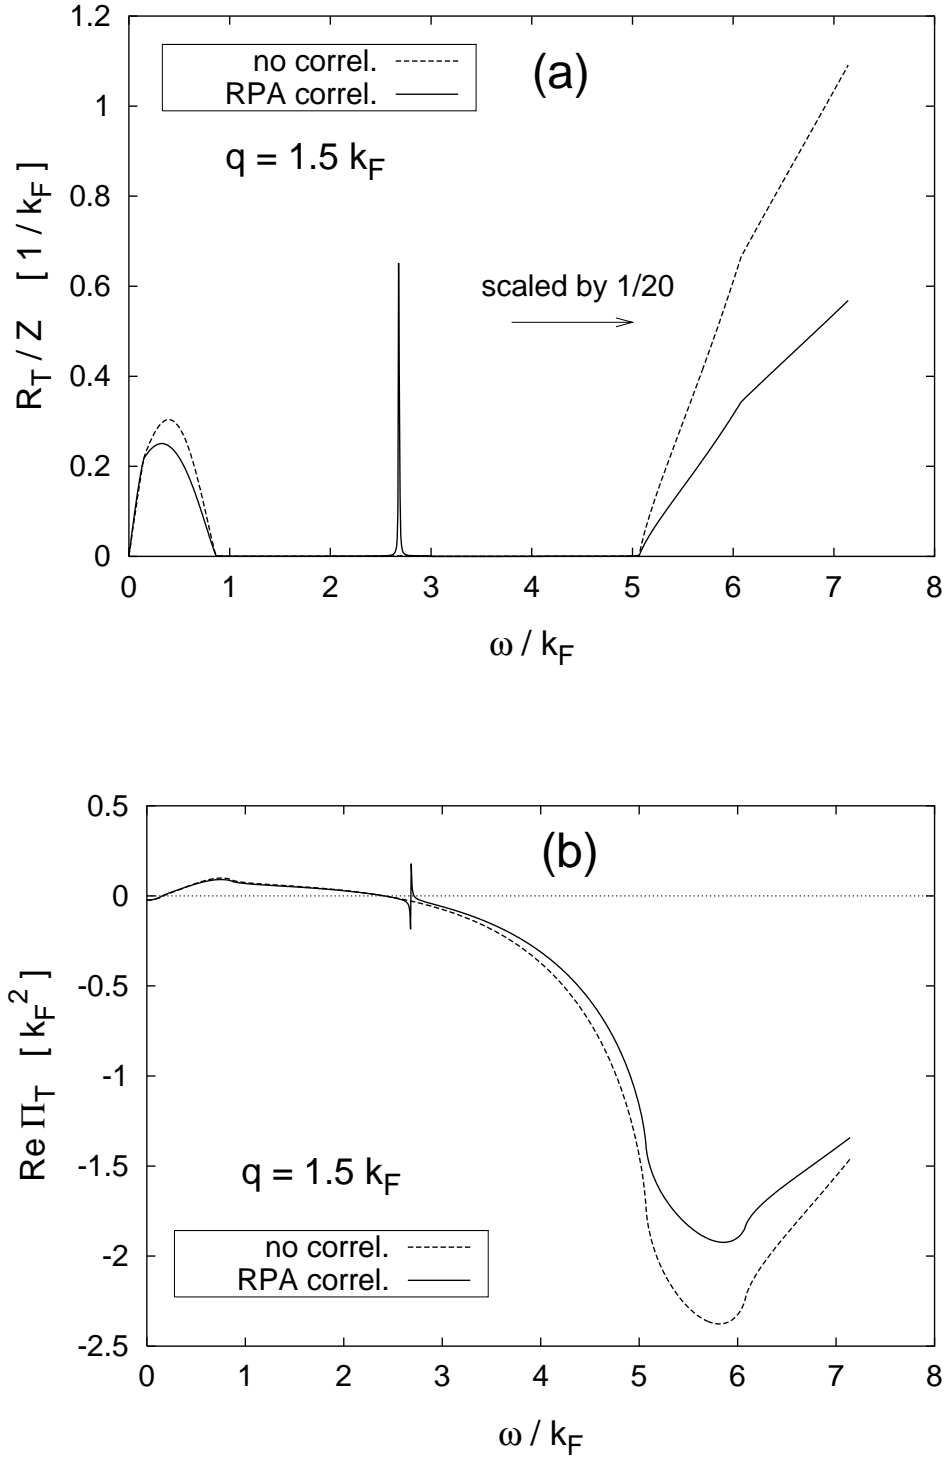 1.2
1
0.8
0.6
0.4
0.2
0
R_T / Z [ 1 / k_F ]
no correl.
RPA correl.
(a)
q = 1.5 k_F
scaled by 1/20
0 1 2 3 4 5 6 7 8
ω / k_F
0.5
0
-0.5
-1
-1.5
-2
-2.5
Re Π_T [ k_F^2 ]
(b)
q = 1.5 k_F
no correl.
RPA correl.
0 1 2 3 4 5 6 7 8
ω / k_F